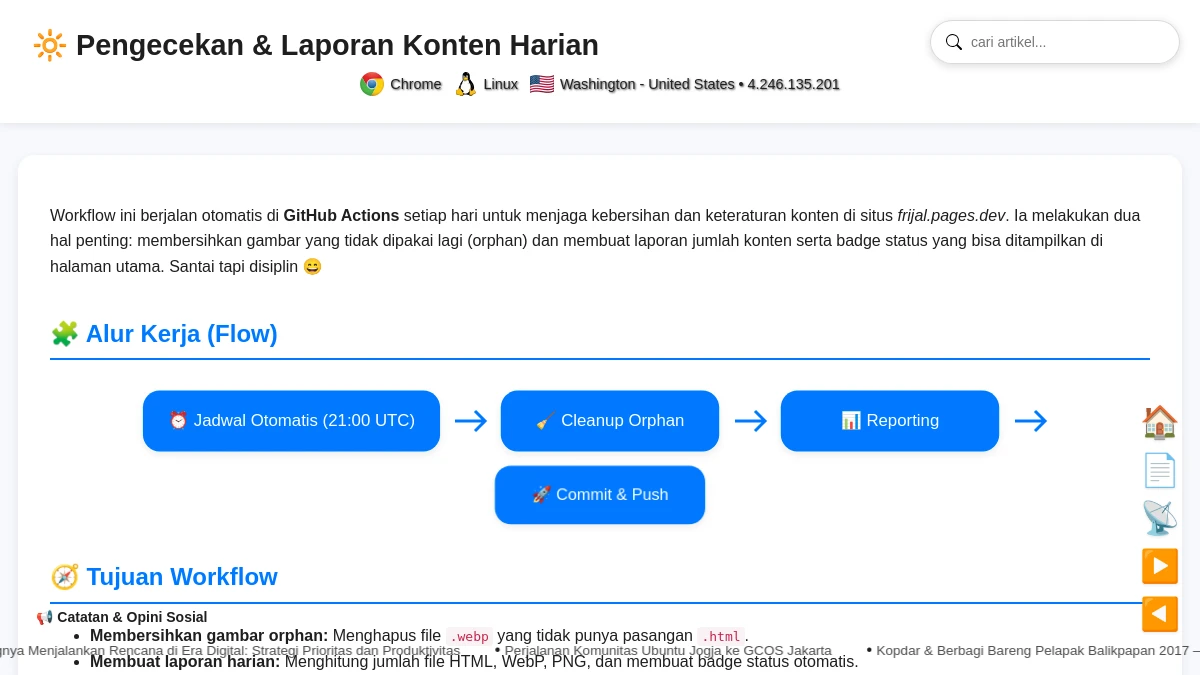 Pengecekan & Laporan Konten Harian
cari artikel...
Chrome Linux Washington - United States • 4.246.135.201
Workflow ini berjalan otomatis di GitHub Actions setiap hari untuk menjaga kebersihan dan keteraturan konten di situs frijal.pages.dev. Ia melakukan dua
hal penting: membersihkan gambar yang tidak dipakai lagi (orphan) dan membuat laporan jumlah konten serta badge status yang bisa ditampilkan di
halaman utama. Santai tapi disiplin 😄
Alur Kerja (Flow)
Jadwal Otomatis (21:00 UTC) → Cleanup Orphan → Reporting →
Commit & Push
Tujuan Workflow
Catatan & Opini Sosial
• Membersihkan gambar orphan: Menghapus file .webp yang tidak punya pasangan .html.
Menjalankan Rencana di Era Digital: Strategi Prioritas dan Produktivitas • Perjalanan Komunitas Ubuntu Jogja ke GCOS Jakarta • Kopdar & Berbagi Bareng Pelapak Balikpapan 2017 –
• Membuat laporan harian: Menghitung jumlah file HTML, WebP, PNG, dan membuat badge status otomatis.